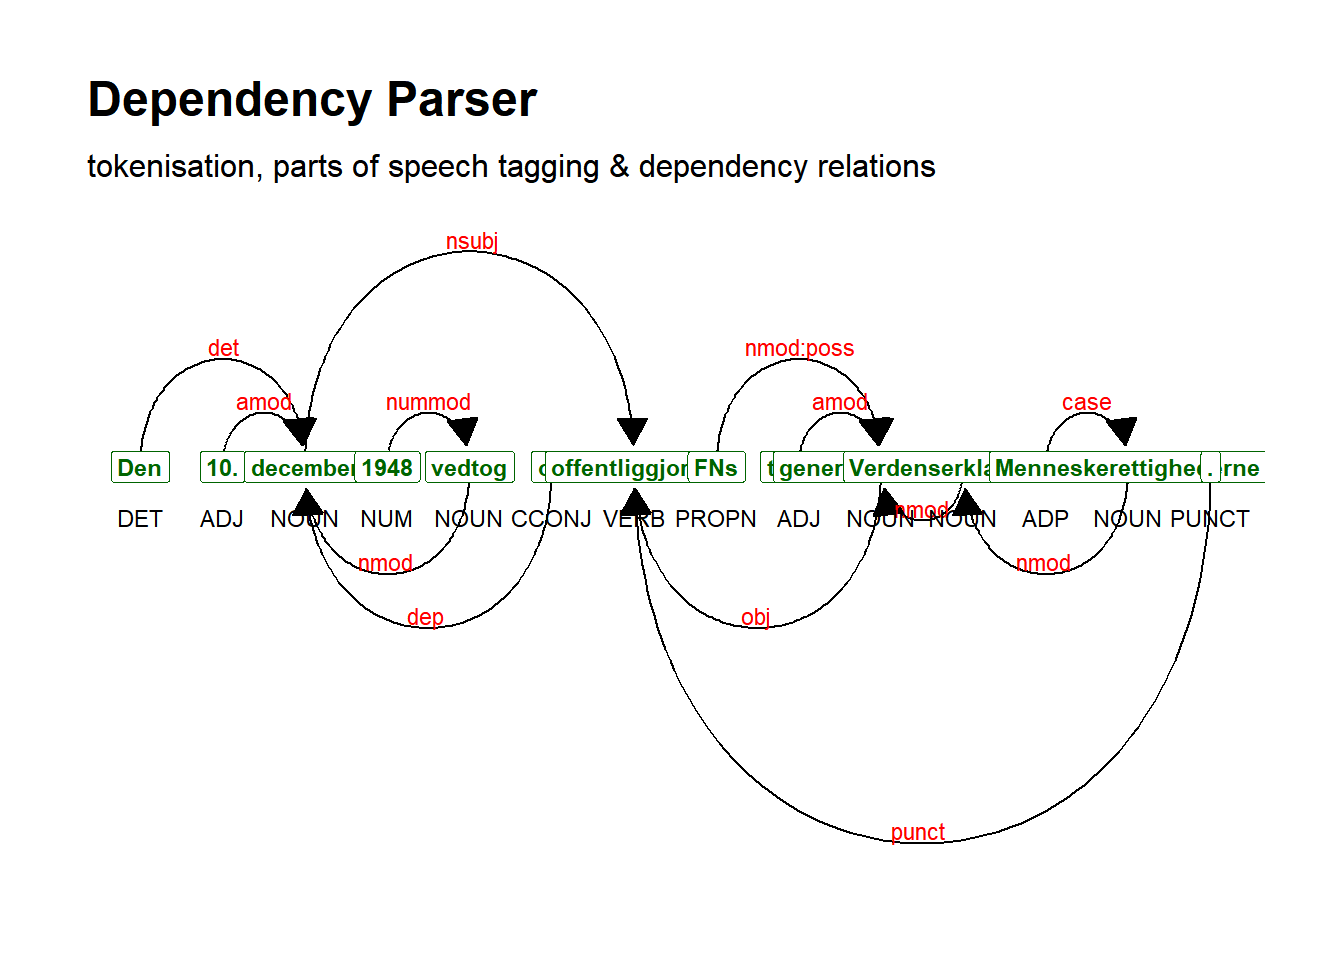 Dependency Parser
tokenisation, parts of speech tagging & dependency relations
nsubj
det
nmod:poss
amod
nummod
amod
case
Den 10. 1948 vedtog FNs .
DET ADJ NOUN NUM NOUN CCONJ VERB PROPN ADJ NOUN NOUN ADP NOUN PUNCT
nmod
nmod
nmod
dep
obj
punct